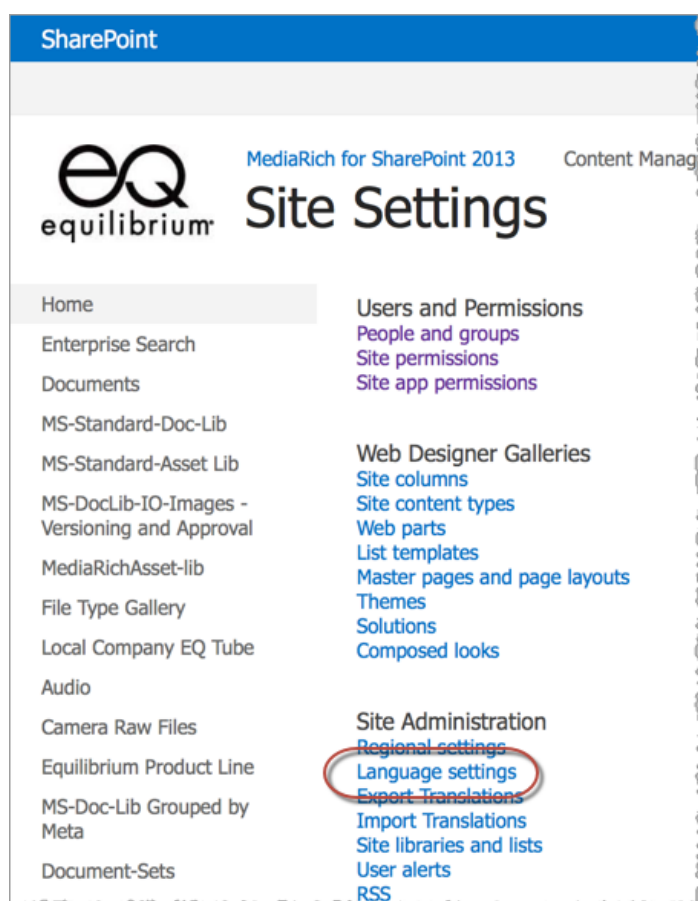 SharePoint
eQ
equilibrium
MediaRich for SharePoint 2013 Content Manag
Site Settings
Home
Enterprise Search
Documents
MS-Standard-Doc-Lib
MS-Standard-Asset Lib
MS-DocLib-IO-Images -
Versioning and Approval
MediaRichAsset-lib
File Type Gallery
Local Company EQ Tube
Audio
Camera Raw Files
Equilibrium Product Line
MS-Doc-Lib Grouped by
Meta
Document-Sets
Users and Permissions
People and groups
Site permissions
Site app permissions
Web Designer Galleries
Site columns
Site content types
Web parts
List templates
Master pages and page layouts
Themes
Solutions
Composed looks
Site Administration
Regional settings
Language settings
Export Translations
Import Translations
Site libraries and lists
User alerts
RSS